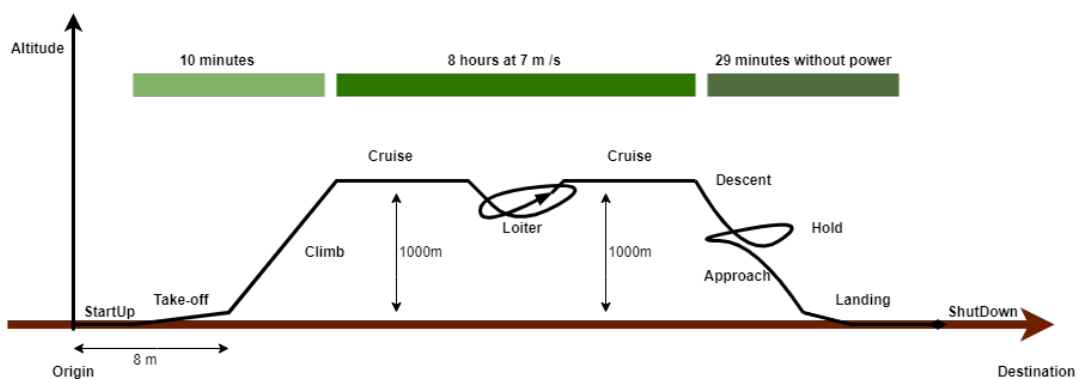 Altitude
10 minutes
8 hours at 7 m /s
29 minutes without power
Cruise
Cruise
Descent
Loiter
Hold
Climb
1000m
1000m
Approach
StartUp
Take-off
Landing
ShutDown
8 m
Origin
Destination